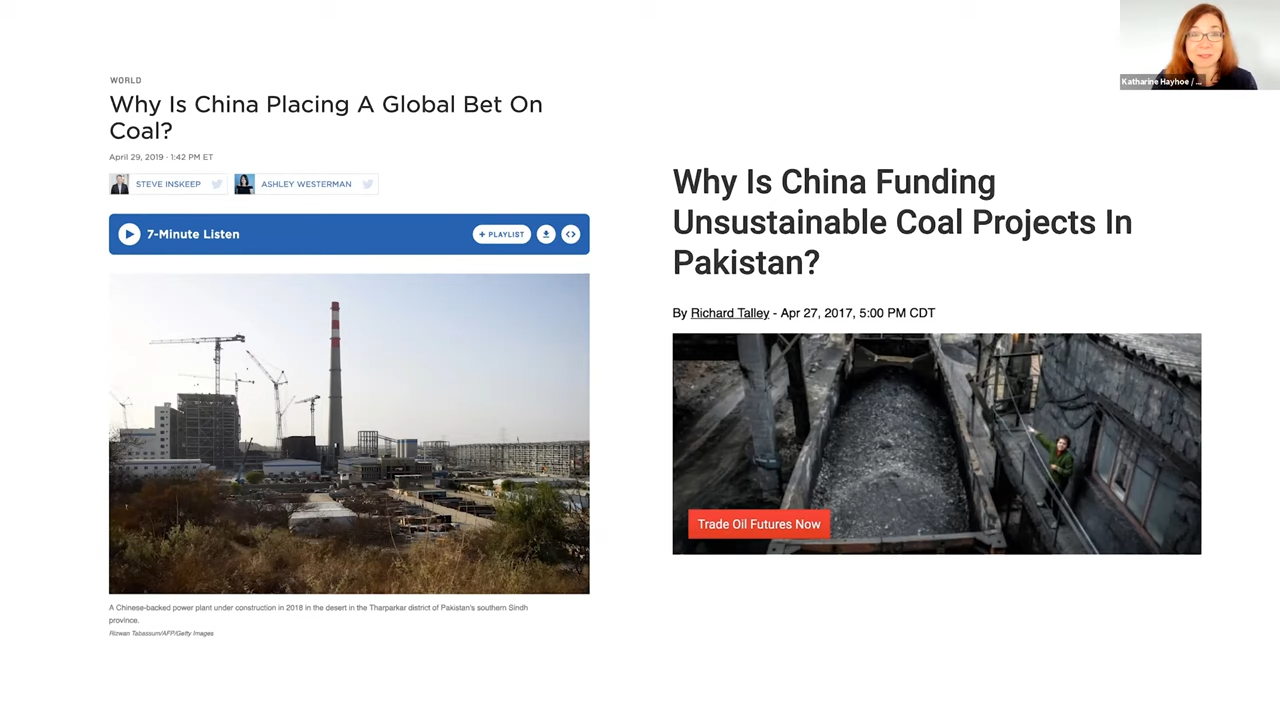 WORLD
Why Is China Placing A Global Bet On
Coal?
April 29, 2019 · 1:42 PM ET
STEVE INSKEEP
ASHLEY WESTERMAN
7-Minute Listen
+ PLAYLIST
A Chinese-backed power plant under construction in 2018 in the desert in the Tharparkar district of Pakistan's southern Sindh
province.
Rizwan Tabassum/AFP/Getty Images
Why Is China Funding
Unsustainable Coal Projects In
Pakistan?
By Richard Talley - Apr 27, 2017, 5:00 PM CDT
Trade Oil Futures Now
Katharine Hayhoe / ...